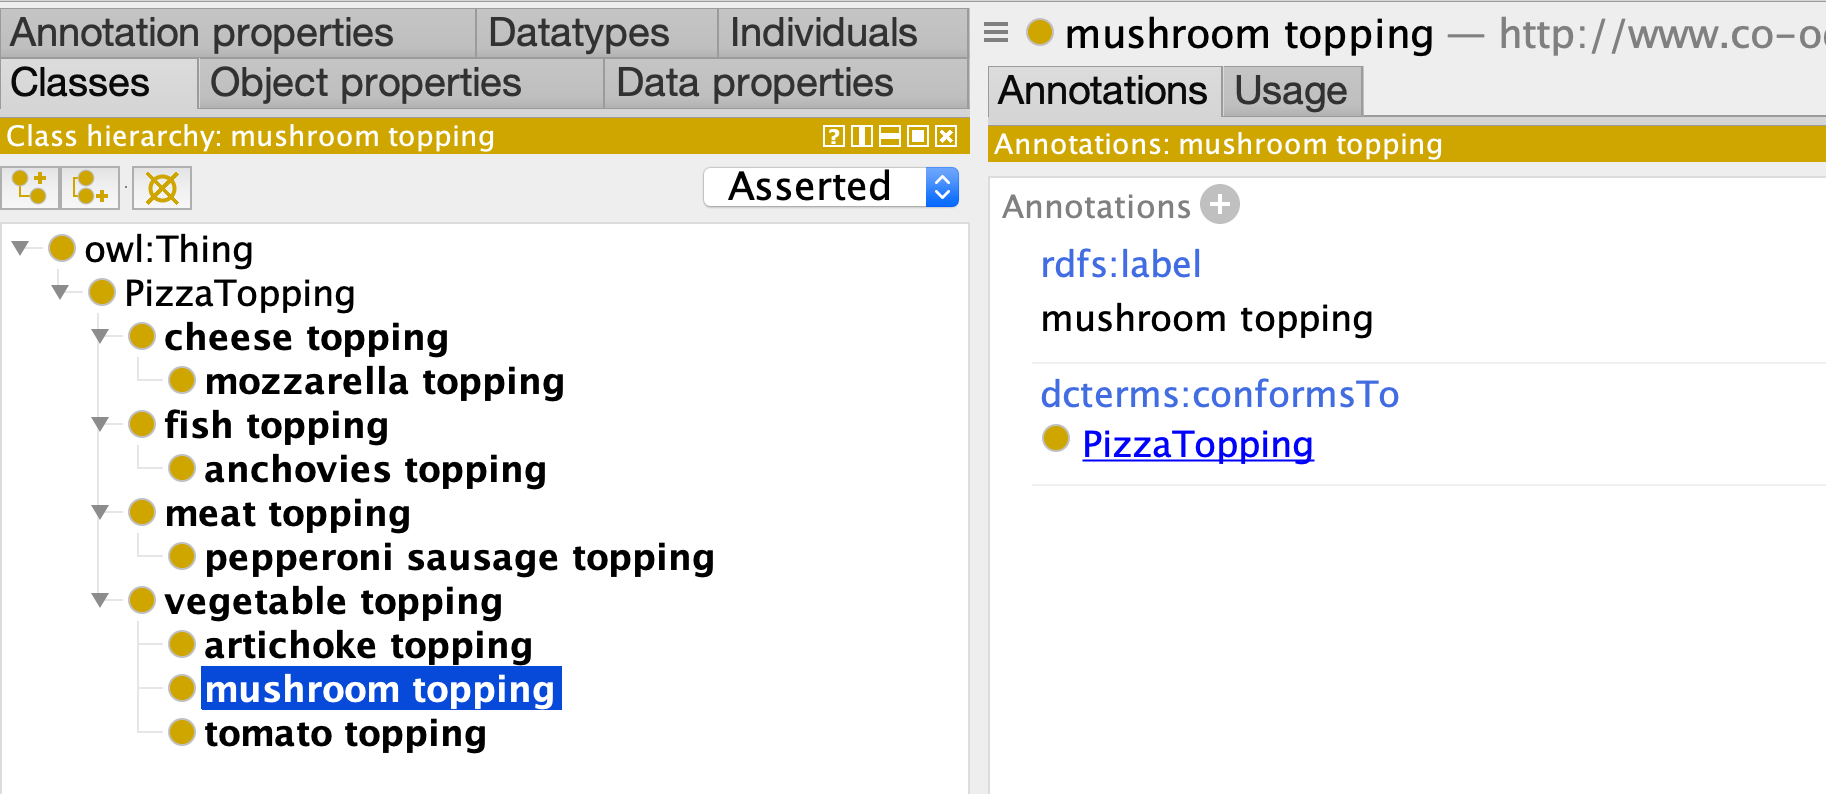 Annotation properties Datatypes Individuals
Classes Object properties Data properties
Class hierarchy: mushroom topping
Asserted
owl:Thing
PizzaTopping
cheese topping
mozzarella topping
fish topping
anchovies topping
meat topping
pepperoni sausage topping
vegetable topping
artichoke topping
mushroom topping
tomato topping
mushroom topping — http://www.co-o
Annotations Usage
Annotations: mushroom topping
Annotations
rdfs:label
mushroom topping
dcterms:conformsTo
PizzaTopping